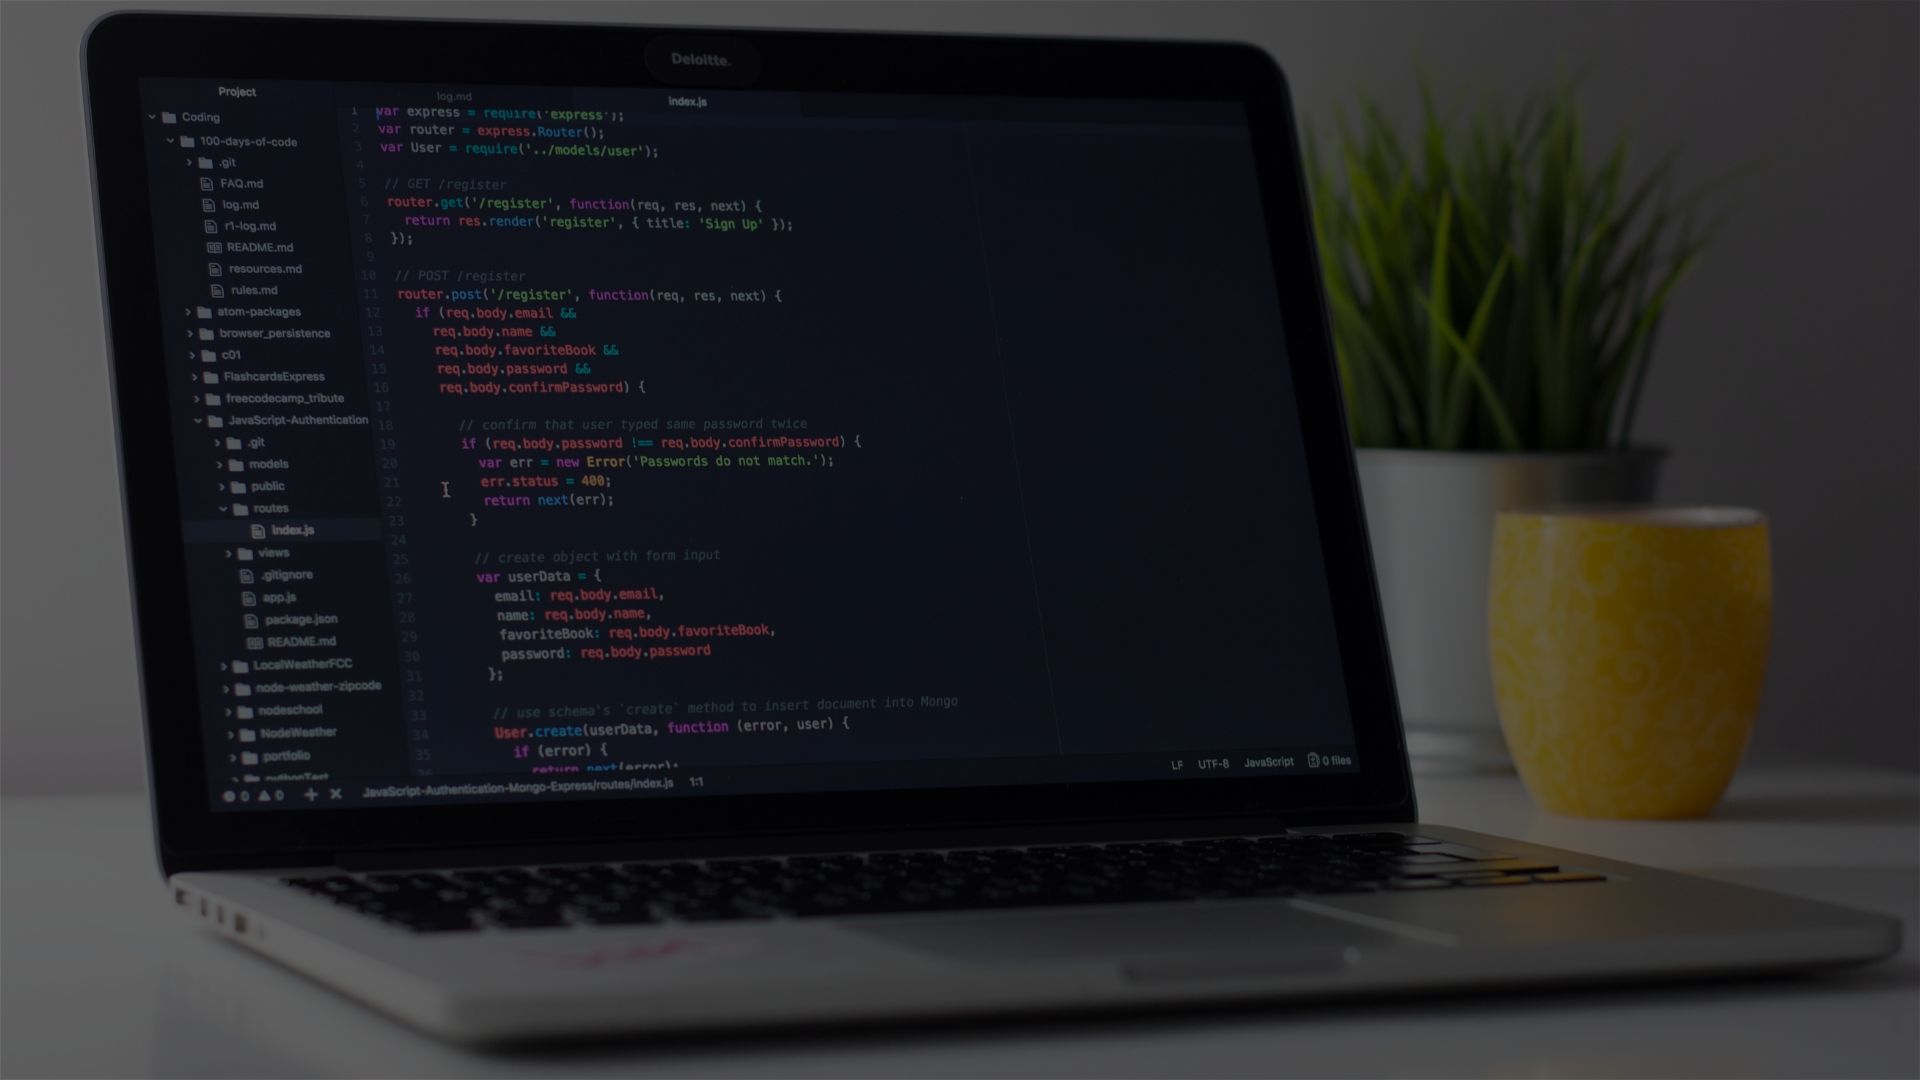 Deloitte.
Project
Coding
100-days-of-code
.git
FAQ.md
log.md
r1-log.md
README.md
resources.md
rules.md
atom-packages
browser_persistence
c01
FlashcardsExpress
freecodecamp_tribute
JavaScript-Authentication
.git
models
public
routes
index.js
views
.gitignore
app.js
package.json
README.md
LocalWeatherFCC
node-weather-zipcode
nodeschool
NodeWeather
portfolio
pythonTest
log.md
index.js
1 var express = require('express');
2 var router = express.Router();
3 var User = require('../models/user');
4
5 // GET /register
6 router.get('/register', function(req, res, next) {
7 return res.render('register', { title: 'Sign Up' });
8 });
9
10 // POST /register
11 router.post('/register', function(req, res, next) {
12 if (req.body.email &&
13 req.body.name &&
14 req.body.favoriteBook &&
15 req.body.password &&
16 req.body.confirmPassword) {
17
18 // confirm that user typed same password twice
19 if (req.body.password !== req.body.confirmPassword) {
20 var err = new Error('Passwords do not match.');
21 err.status = 400;
22 return next(err);
23 }
24
25 // create object with form input
26 var userData = {
27 email: req.body.email,
28 name: req.body.name,
29 favoriteBook: req.body.favoriteBook,
30 password: req.body.password
31 };
32
33 // use schema's `create` method to insert document into Mongo
34 User.create(userData, function (error, user) {
35 if (error) {
36 return next(error);
0 0 JavaScript-Authentication-Mongo-Express/routes/index.js 1:1
LF UTF-8 JavaScript 0 files